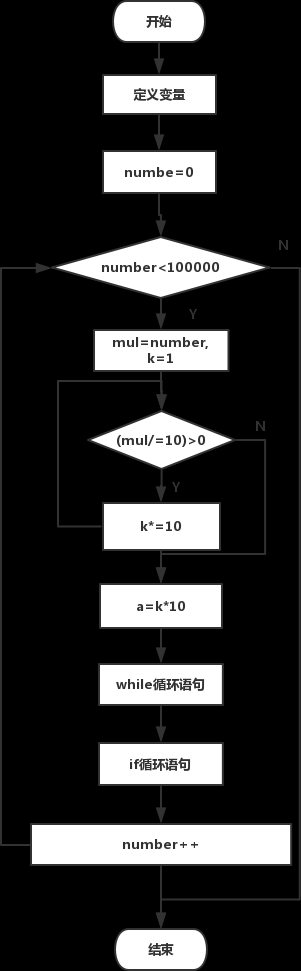 开始
定义变量
numbe=0
number<100000
N
Y
mul=number,
k=1
(mul/=10)>0
N
Y
k*=10
a=k*10
while循环语句
if循环语句
number++
结束